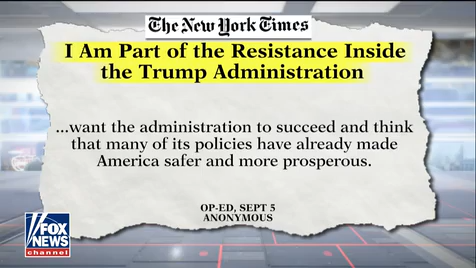 The New York Times
I Am Part of the Resistance Inside
the Trump Administration
...want the administration to succeed and think
that many of its policies have already made
America safer and more prosperous.
OP-ED, SEPT 5
ANONYMOUS
FOX
NEWS
channel